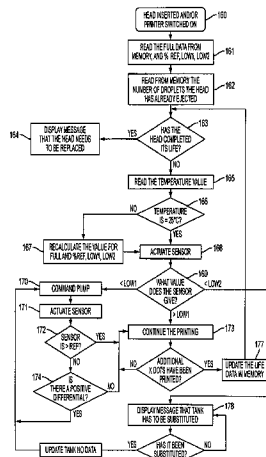 HEAD INSERTED AND/OR
PRINTER SWITCHED ON
160
READ THE FULL DATA FROM
MEMORY, AND % REF, LOW1, LOW2
161
READ FROM MEMORY THE
NUMBER OF DROPLETS THE HEAD
HAS ALREADY EJECTED
162
163
164
DISPLAY MESSAGE
THAT THE HEAD NEEDS
TO BE REPLACED
YES
HAS THE
HEAD COMPLETED
ITS LIFE?
NO
READ THE TEMPERATURE VALUE
165
166
NO
TEMPERATURE
IS = 25°C?
YES
167
RECALCULATE THE VALUE FOR
FULL AND %REF, LOW1, LOW2
ACTUATE SENSOR
168
169
170
COMMAND PUMP
< LOW1
WHAT VALUE
DOES THE SENSOR
GIVE?
< LOW2
171
ACTUATE SENSOR
> LOW1
172
SENSOR
IS > REF?
YES
CONTINUE THE PRINTING
173
177
NO
174
IS
THERE A POSITIVE
DIFFERENTIAL?
NO
YES
NO
ADDITIONAL
K DOTS HAVE BEEN
PRINTED?
YES
UPDATE THE LIFE
DATA IN MEMORY
178
DISPLAY MESSAGE THAT TANK
HAS TO BE SUBSTITUTED
UPDATE TANK NO DATA
YES
HAS IT BEEN
SUBSTITUTED?
NO